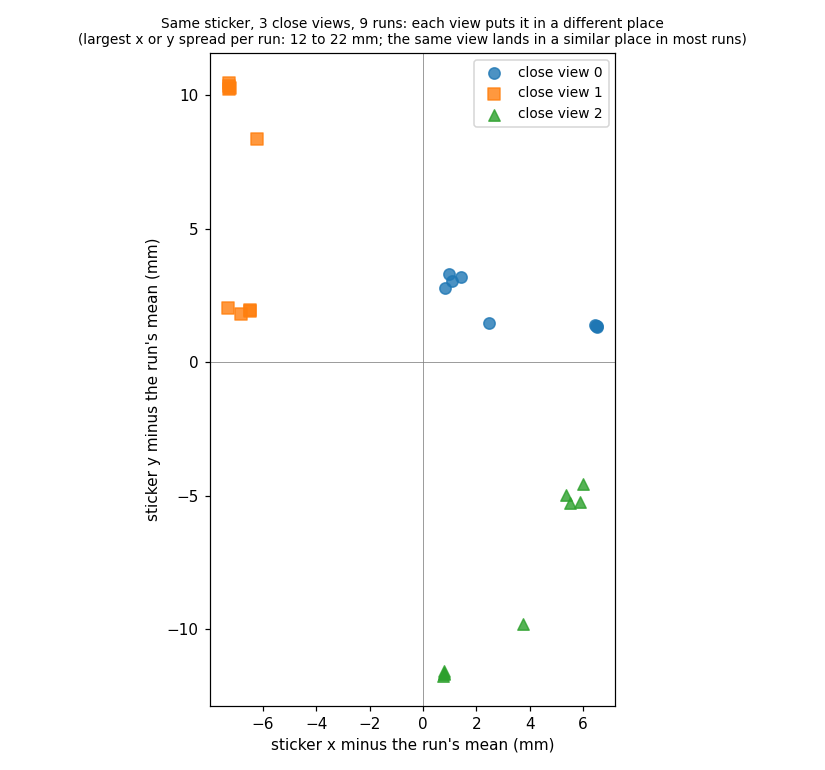 Same sticker, 3 close views, 9 runs: each view puts it in a different place
(largest x or y spread per run: 12 to 22 mm; the same view lands in a similar place in most runs)
close view 0
close view 1
close view 2
10
5
0
−5
−10
sticker y minus the run's mean (mm)
−6
−4
−2
0
2
4
6
sticker x minus the run's mean (mm)